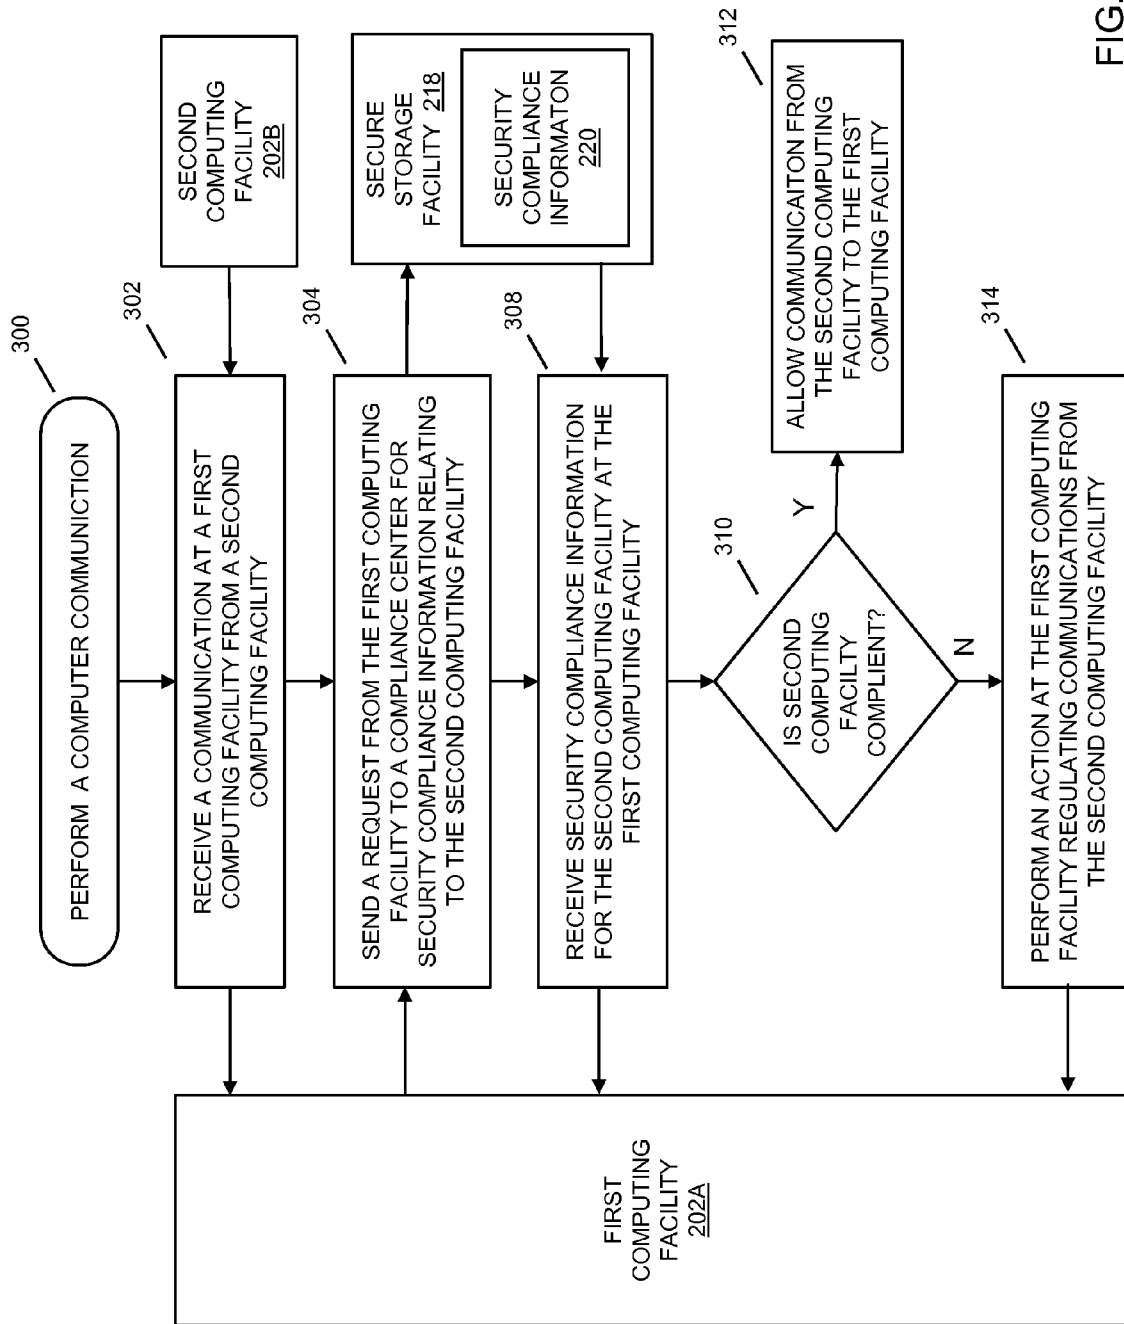 300
PERFORM A COMPUTER COMMUNICTION
302
RECEIVE A COMMUNICATION AT A FIRST
COMPUTING FACILITY FROM A SECOND
COMPUTING FACILITY
SECOND
COMPUTING
FACILITY
202B
304
SEND A REQUEST FROM THE FIRST COMPUTING
FACILITY TO A COMPLIANCE CENTER FOR
SECURITY COMPLIANCE INFORMATION RELATING
TO THE SECOND COMPUTING FACILITY
SECURE
STORAGE
FACILITY 218
SECURITY
COMPLIANCE
INFORMATON
220
308
RECEIVE SECURITY COMPLIANCE INFORMATION
FOR THE SECOND COMPUTING FACILITY AT THE
FIRST COMPUTING FACILITY
310
IS SECOND
COMPUTING
FACILTY
COMPLIENT?
Y
N
312
ALLOW COMMUNICAITON FROM
THE SECOND COMPUTING
FACILITY TO THE FIRST
COMPUTING FACILITY
314
PERFORM AN ACTION AT THE FIRST COMPUTING
FACILITY REGULATING COMMUNICATIONS FROM
THE SECOND COMPUTING FACILITY
FIRST
COMPUTING
FACILITY
202A
FIG.